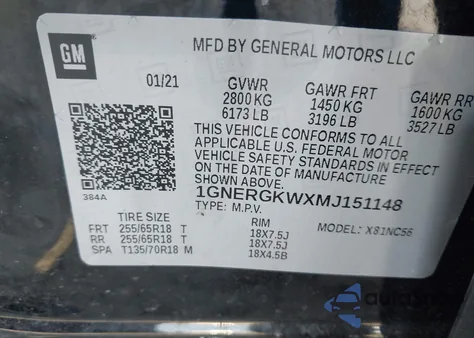 GM
MFD BY GENERAL MOTORS LLC
01/21 GVWR GAWR FRT GAWR RR
2800 KG 1450 KG 1600 KG
6173 LB 3196 LB 3527 LB
THIS VEHICLE CONFORMS TO ALL
APPLICABLE U.S. FEDERAL MOTOR
VEHICLE SAFETY STANDARDS IN EFFECT
ON THE DATE OF MANUFACTURE
SHOWN ABOVE.
384A
1GNERGKWXMJ151148
TYPE: M.P.V. MODEL: X81NC56
TIRE SIZE RIM
FRT 255/65R18 T 18X7.5J
RR 255/65R18 T 18X7.5J
SPA T135/70R18 M 18X4.5B